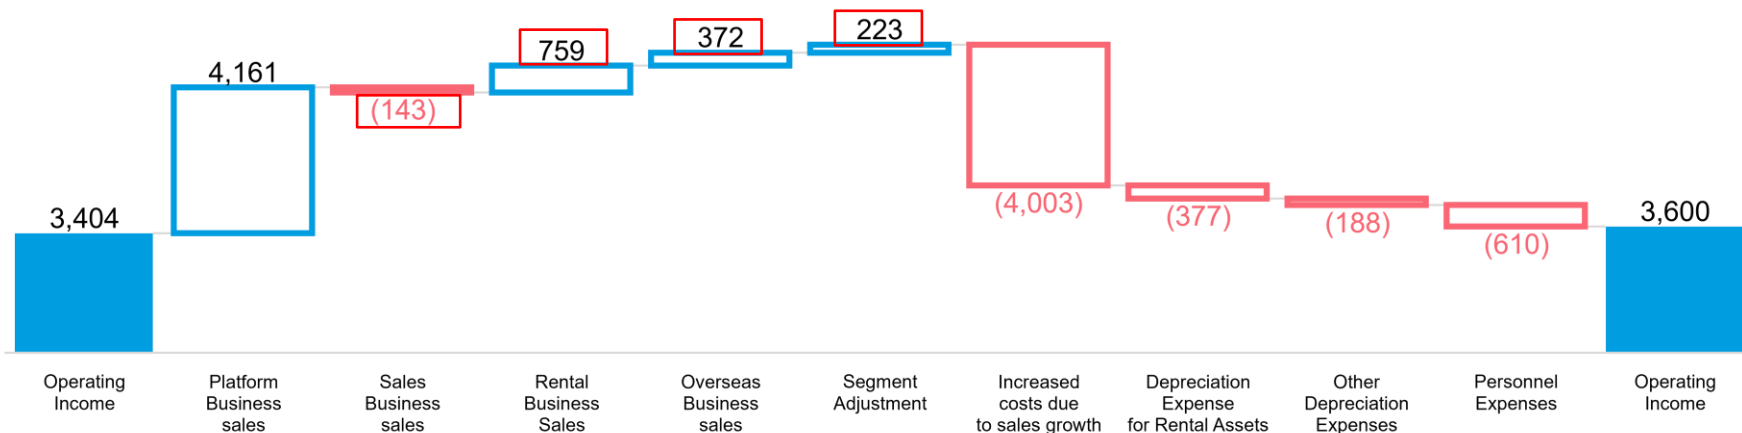 223
372
759
4,161
(143)
3,404
(4,003)
(377)
(188)
(610)
3,600
Operating
Income
Platform
Business
sales
Sales
Business
sales
Rental
Business
Sales
Overseas
Business
sales
Segment
Adjustment
Increased
costs due
to sales growth
Depreciation
Expense
for Rental Assets
Other
Depreciation
Expenses
Personnel
Expenses
Operating
Income